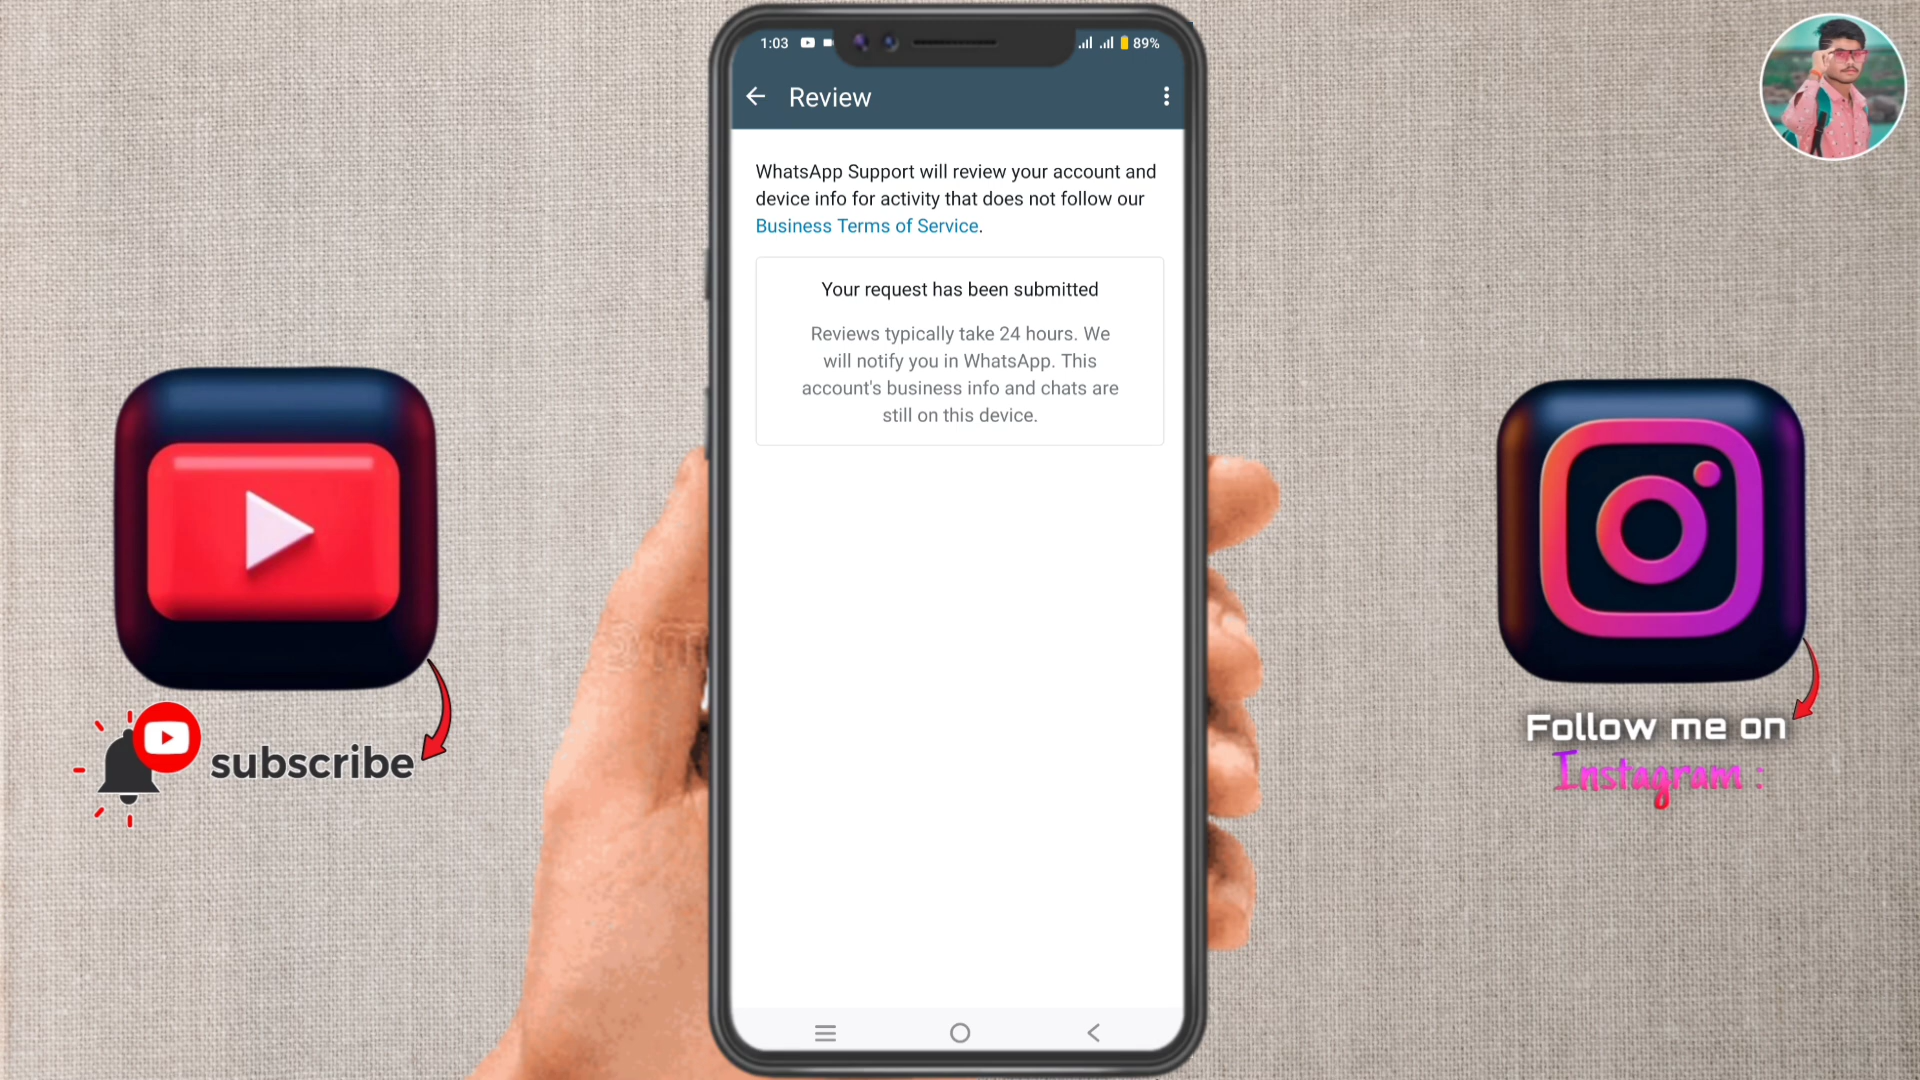 1:03
89%
Review
WhatsApp Support will review your account and
device info for activity that does not follow our
Business Terms of Service.
Your request has been submitted
Reviews typically take 24 hours. We
will notify you in WhatsApp. This
account's business info and chats are
still on this device.
subscribe
Follow me on
Instagram :